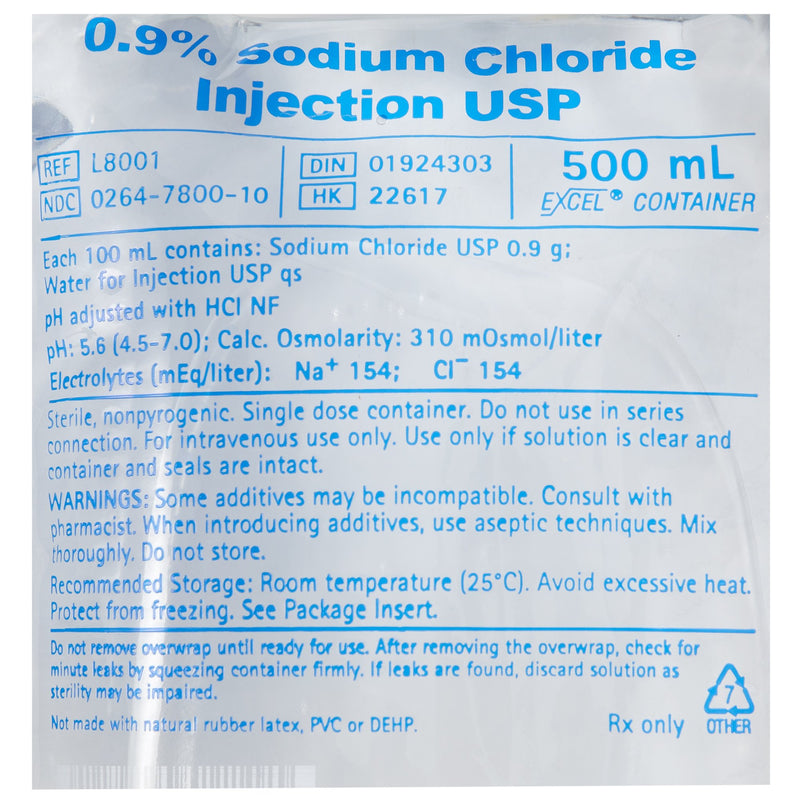 0.9% Sodium Chloride
Injection USP
REF L8001
NDC 0264-7800-10
DIN 01924303
HK 22617
500 mL
EXCEL® CONTAINER
Each 100 mL contains: Sodium Chloride USP 0.9 g;
Water for Injection USP qs
pH adjusted with HCl NF
pH: 5.6 (4.5–7.0); Calc. Osmolarity: 310 mOsmol/liter
Electrolytes (mEq/liter): Na⁺ 154; Cl⁻ 154
Sterile, nonpyrogenic. Single dose container. Do not use in series
connection. For intravenous use only. Use only if solution is clear and
container and seals are intact.
WARNINGS: Some additives may be incompatible. Consult with
pharmacist. When introducing additives, use aseptic techniques. Mix
thoroughly. Do not store.
Recommended Storage: Room temperature (25°C). Avoid excessive heat.
Protect from freezing. See Package Insert.
Do not remove overwrap until ready for use. After removing the overwrap, check for
minute leaks by squeezing container firmly. If leaks are found, discard solution as
sterility may be impaired.
Not made with natural rubber latex, PVC or DEHP.
Rx only
7
OTHER